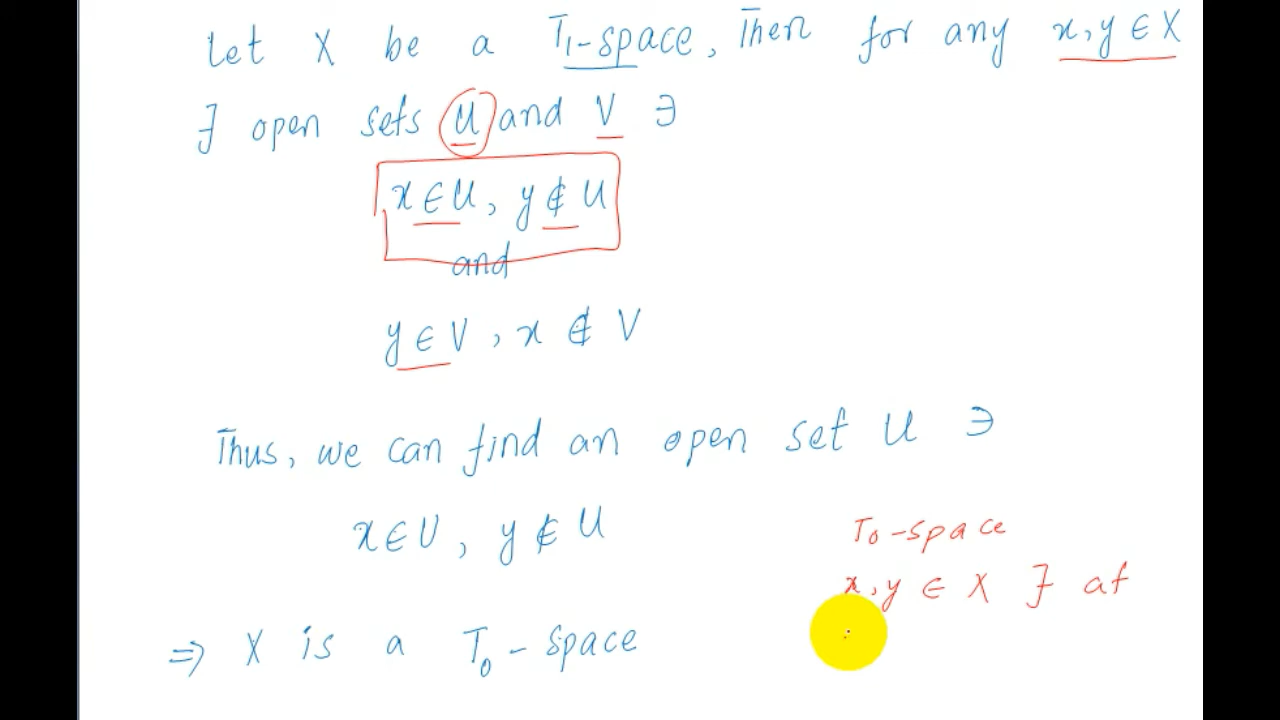 Let X be a T₁-space, Then for any x, y ∈ X
∃ open sets U and V ∋
x ∈ U, y ∉ U
and
y ∈ V, x ∉ V
Thus, we can find an open set U ∋
x ∈ U, y ∉ U
T₀-space
x, y ∈ X ∃ at
⇒ X is a T₀-space